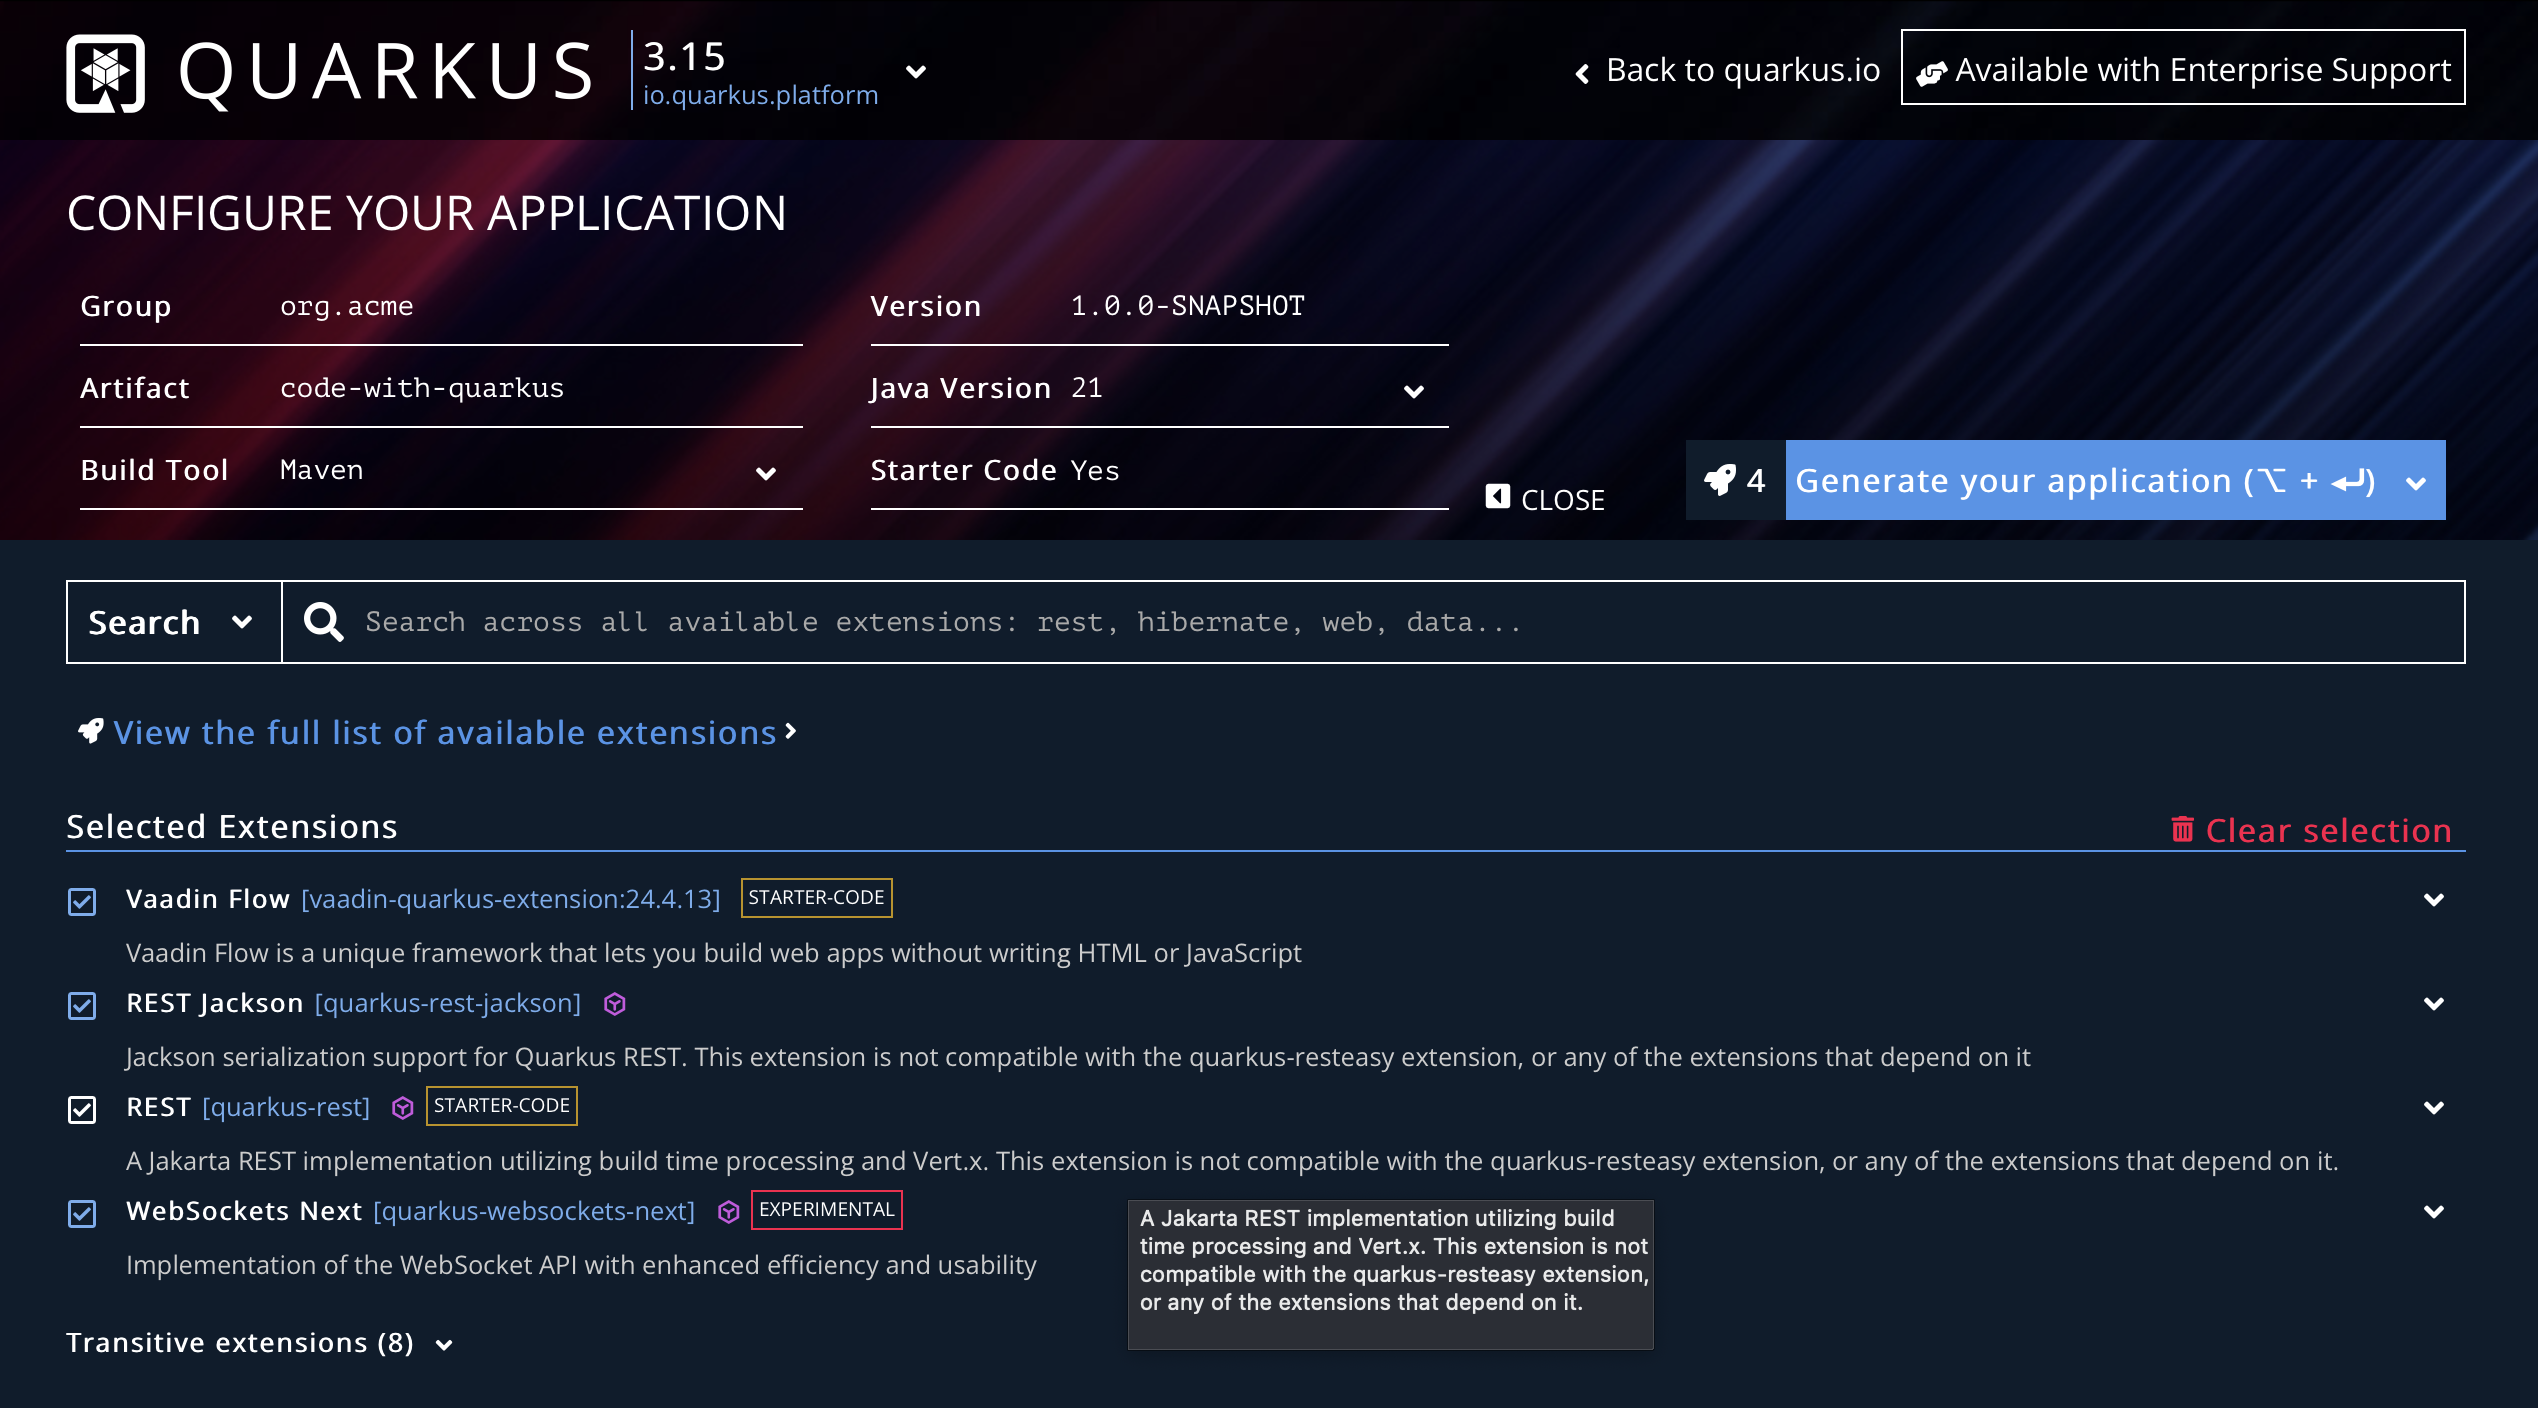 QUARKUS
3.15
io.quarkus.platform
Back to quarkus.io
Available with Enterprise Support
CONFIGURE YOUR APPLICATION
Group org.acme
Version 1.0.0-SNAPSHOT
Artifact code-with-quarkus
Java Version 21
Build Tool Maven
Starter Code Yes
CLOSE
4
Generate your application (⌥ + ↵)
Search
Search across all available extensions: rest, hibernate, web, data...
View the full list of available extensions
Selected Extensions
Clear selection
Vaadin Flow [vaadin-quarkus-extension:24.4.13] STARTER-CODE
Vaadin Flow is a unique framework that lets you build web apps without writing HTML or JavaScript
REST Jackson [quarkus-rest-jackson]
Jackson serialization support for Quarkus REST. This extension is not compatible with the quarkus-resteasy extension, or any of the extensions that depend on it
REST [quarkus-rest] STARTER-CODE
A Jakarta REST implementation utilizing build time processing and Vert.x. This extension is not compatible with the quarkus-resteasy extension, or any of the extensions that depend on it.
WebSockets Next [quarkus-websockets-next] EXPERIMENTAL
Implementation of the WebSocket API with enhanced efficiency and usability
A Jakarta REST implementation utilizing build
time processing and Vert.x. This extension is not
compatible with the quarkus-resteasy extension,
or any of the extensions that depend on it.
Transitive extensions (8)